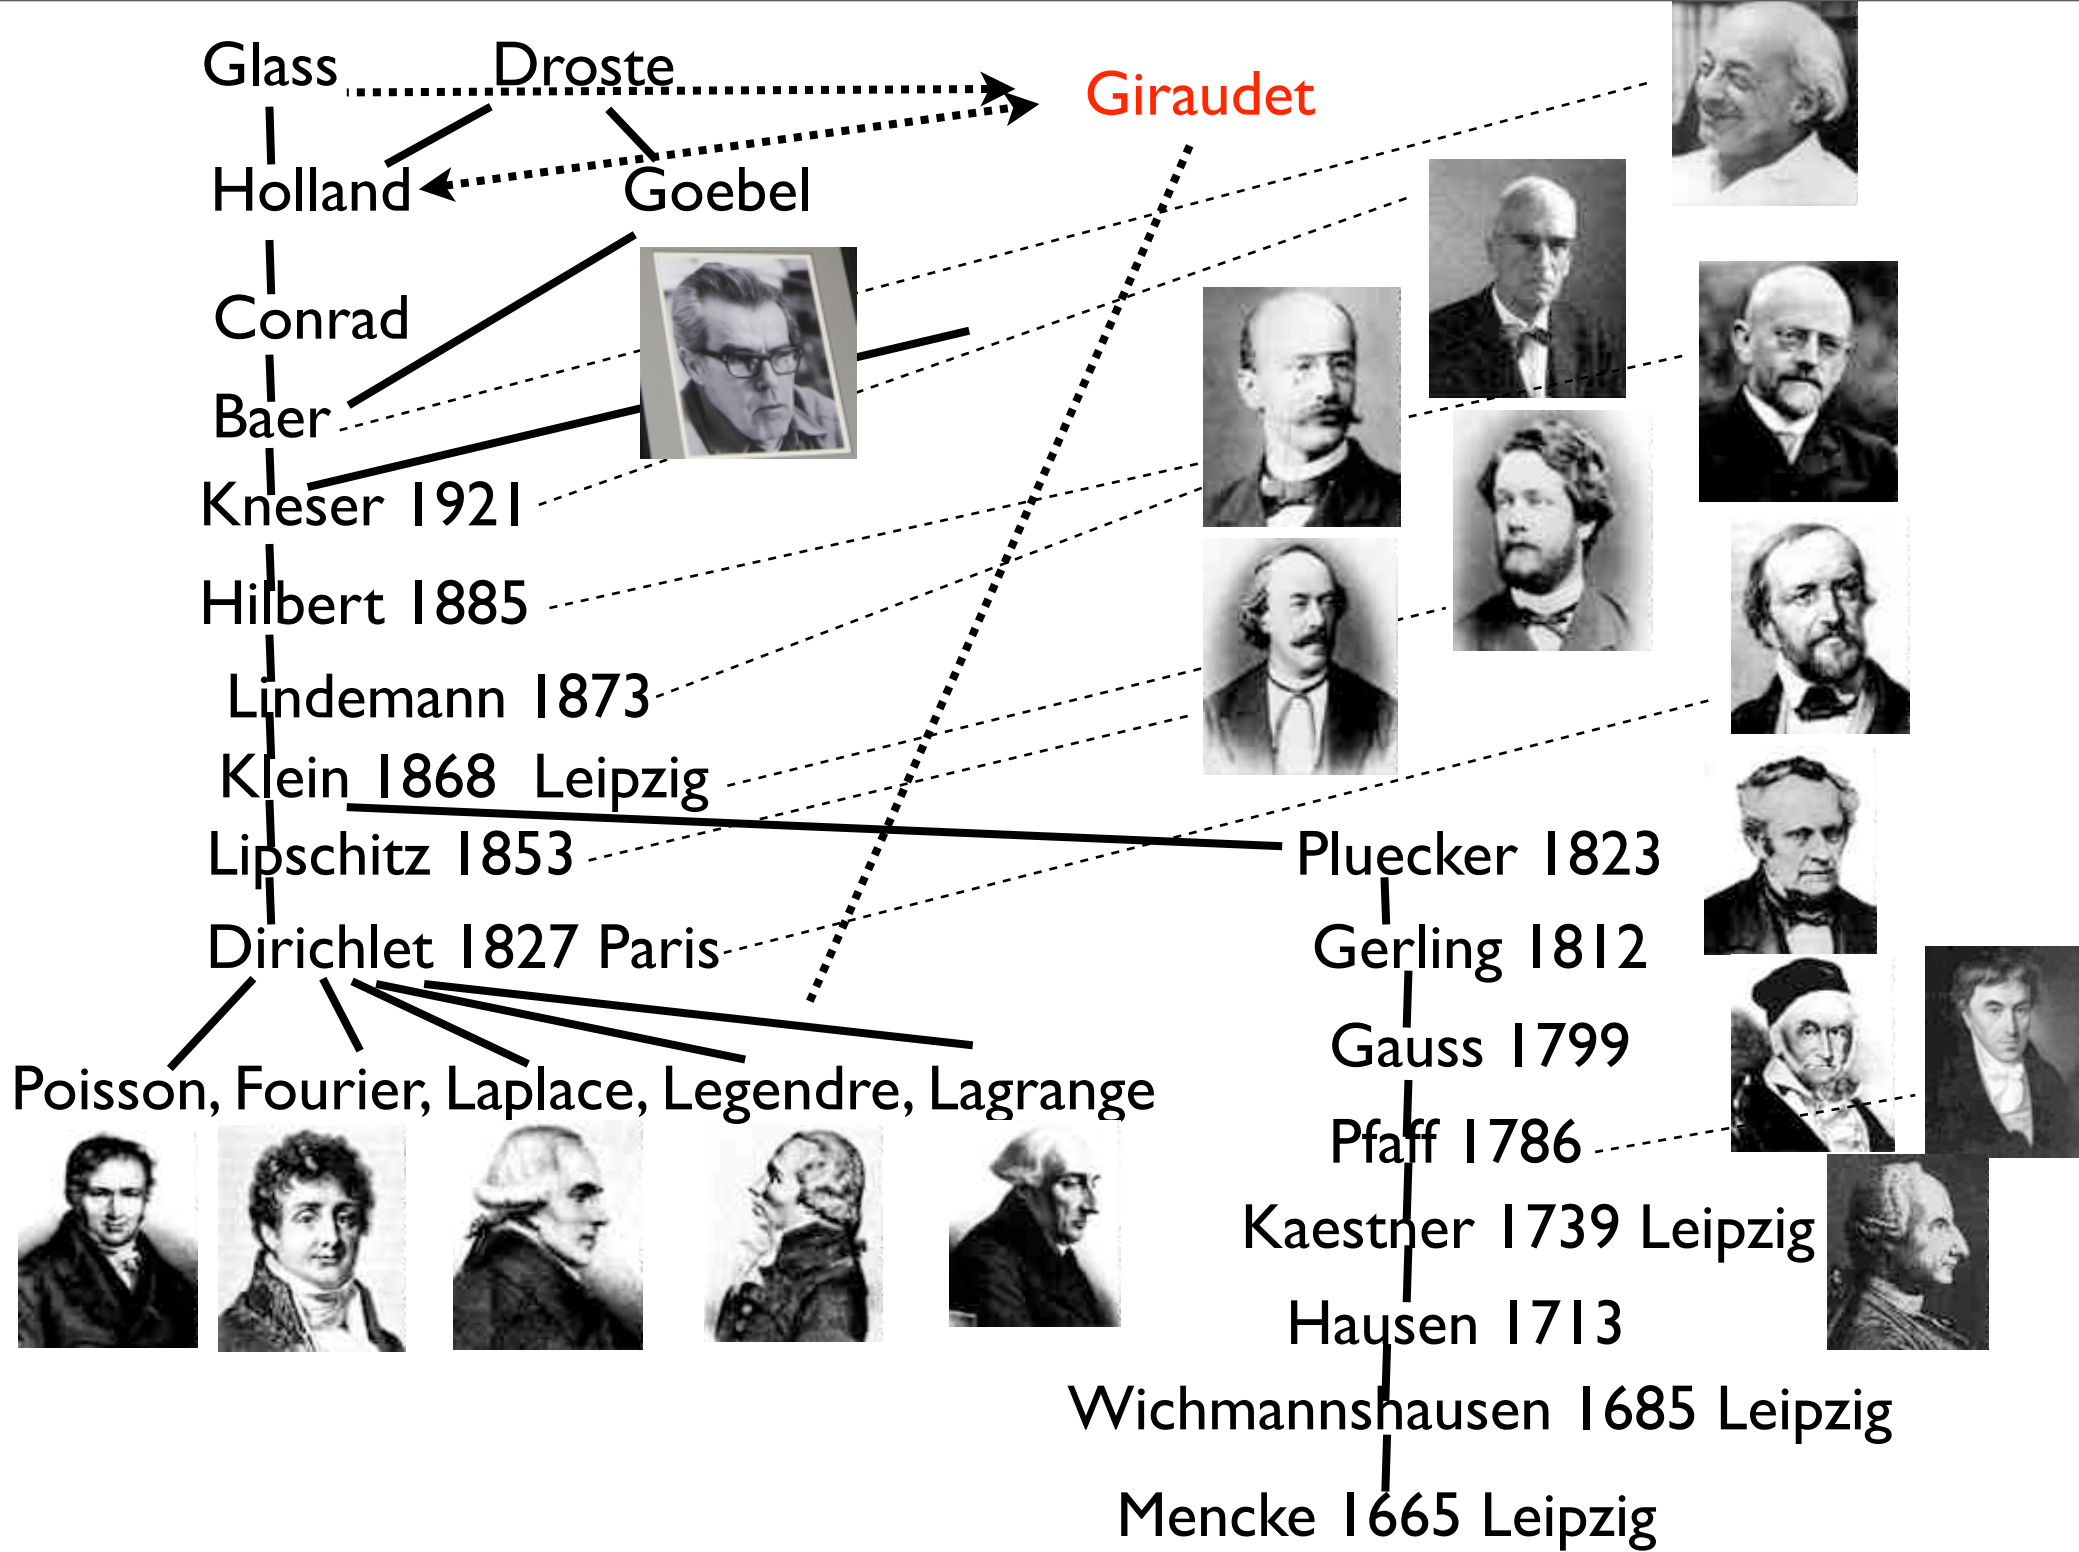 Glass Droste
Giraudet
Holland Goebel
Conrad
Baer
Kneser 1921
Hilbert 1885
Lindemann 1873
Klein 1868 Leipzig
Lipschitz 1853 Pluecker 1823
Dirichlet 1827 Paris Gerling 1812
Gauss 1799
Poisson, Fourier, Laplace, Legendre, Lagrange
Pfaff 1786
Kaestner 1739 Leipzig
Hausen 1713
Wichmannshausen 1685 Leipzig
Mencke 1665 Leipzig